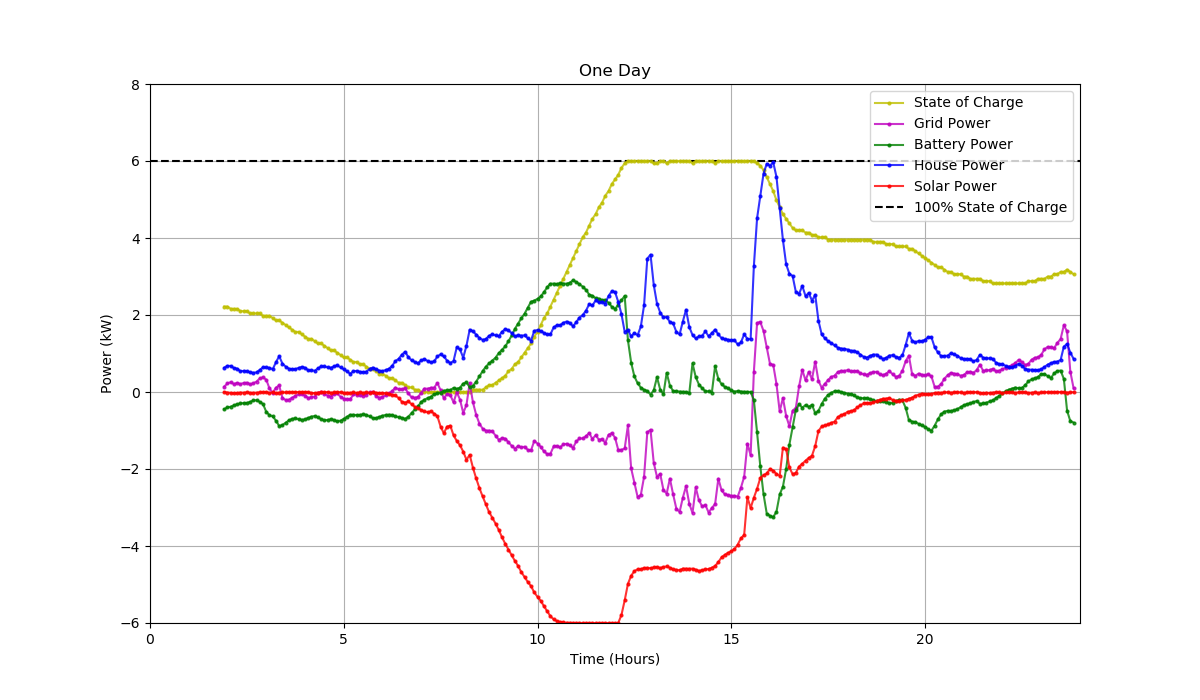 One Day
8
6
4
2
0
−2
−4
−6
Power (kW)
State of Charge
Grid Power
Battery Power
House Power
Solar Power
100% State of Charge
0 5 10 15 20
Time (Hours)